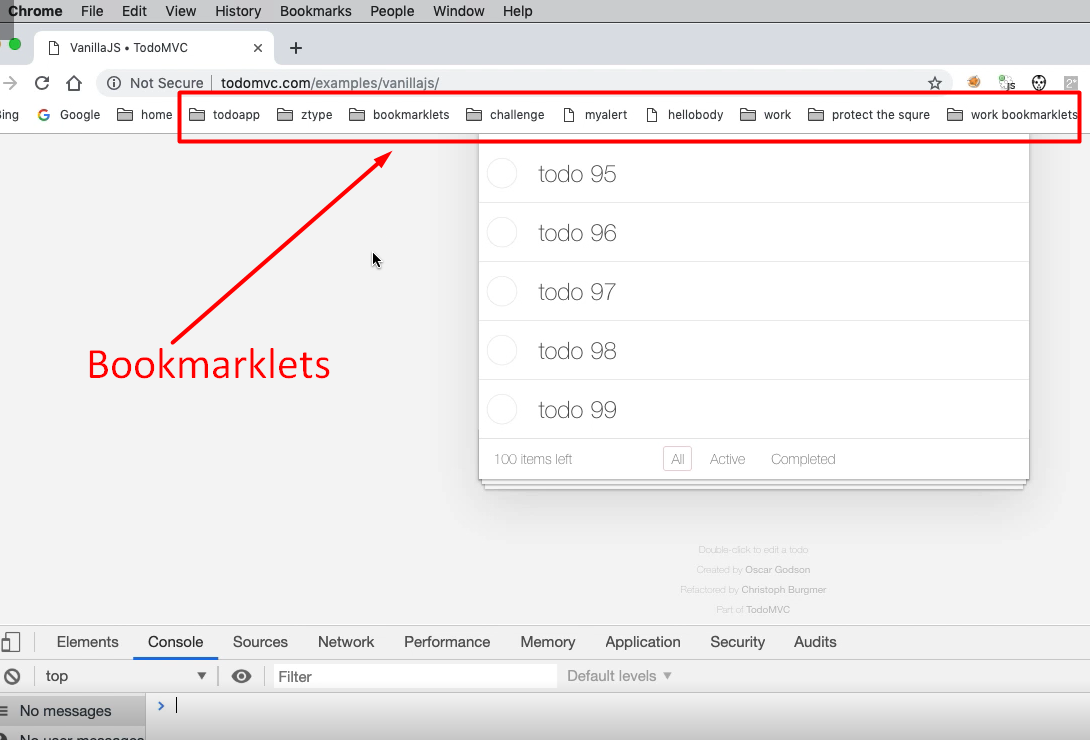 Chrome File Edit View History Bookmarks People Window Help
VanillaJS • TodoMVC
Not Secure todomvc.com/examples/vanillajs/
Google home todoapp ztype bookmarklets challenge myalert hellobody work protect the squre work bookmarklets
todo 95
todo 96
todo 97
Bookmarklets
todo 98
todo 99
100 items left All Active Completed
Double-click to edit a todo
Created by Oscar Godson
Refactored by Christoph Burgmer
Part of TodoMVC
Elements Console Sources Network Performance Memory Application Security Audits
top Filter Default levels
No messages
No user messages